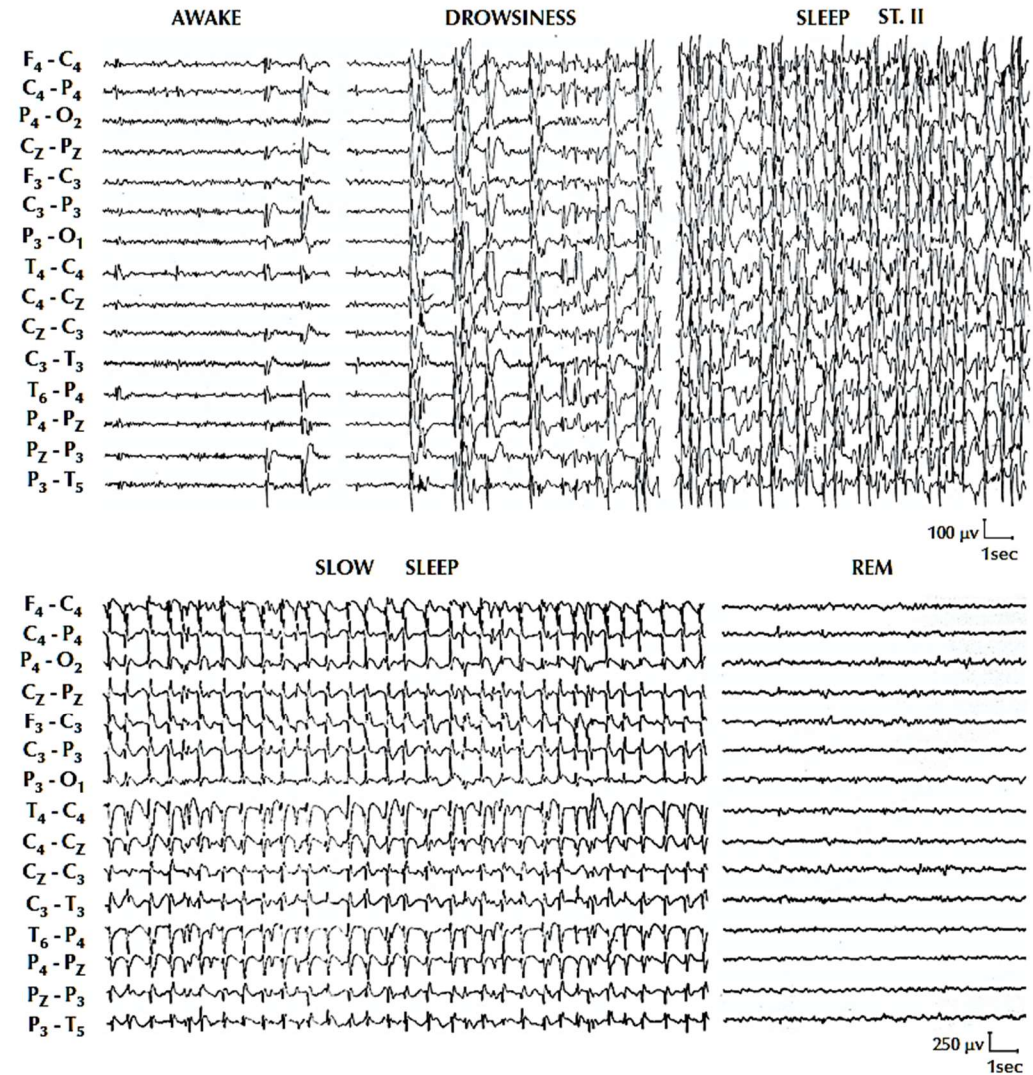 AWAKE DROWSINESS SLEEP ST. II
F4 - C4
C4 - P4
P4 - O2
CZ - PZ
F3 - C3
C3 - P3
P3 - O1
T4 - C4
C4 - CZ
CZ - C3
C3 - T3
T6 - P4
P4 - PZ
PZ - P3
P3 - T5
100 μv
1sec
SLOW SLEEP REM
F4 - C4
C4 - P4
P4 - O2
CZ - PZ
F3 - C3
C3 - P3
P3 - O1
T4 - C4
C4 - CZ
CZ - C3
C3 - T3
T6 - P4
P4 - PZ
PZ - P3
P3 - T5
250 μv
1sec